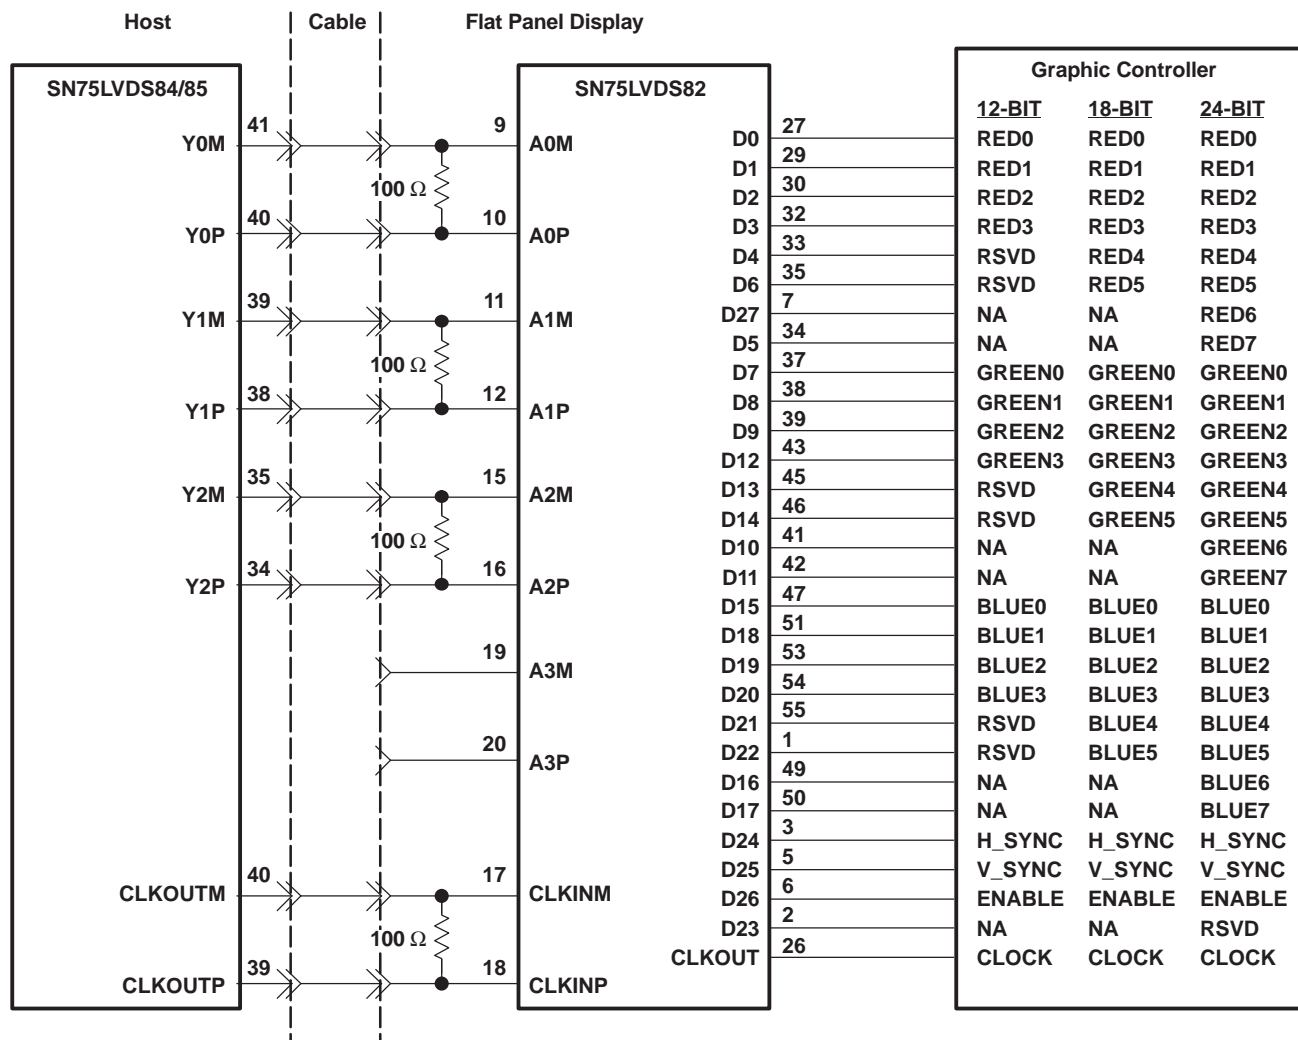 Host Cable Flat Panel Display
SN75LVDS84/85
Y0M 41
Y0P 40
Y1M 39
Y1P 38
Y2M 35
Y2P 34
CLKOUTM 40
CLKOUTP 39
100 Ω
100 Ω
100 Ω
100 Ω
SN75LVDS82
9 A0M
10 A0P
11 A1M
12 A1P
15 A2M
16 A2P
19 A3M
20 A3P
17 CLKINM
18 CLKINP
Graphic Controller
12-BIT 18-BIT 24-BIT
D0 27 RED0 RED0 RED0
D1 29 RED1 RED1 RED1
D2 30 RED2 RED2 RED2
D3 32 RED3 RED3 RED3
D4 33 RSVD RED4 RED4
D6 35 RSVD RED5 RED5
D27 7 NA NA RED6
D5 34 NA NA RED7
D7 37 GREEN0 GREEN0 GREEN0
D8 38 GREEN1 GREEN1 GREEN1
D9 39 GREEN2 GREEN2 GREEN2
D12 43 GREEN3 GREEN3 GREEN3
D13 45 RSVD GREEN4 GREEN4
D14 46 RSVD GREEN5 GREEN5
D10 41 NA NA GREEN6
D11 42 NA NA GREEN7
D15 47 BLUE0 BLUE0 BLUE0
D18 51 BLUE1 BLUE1 BLUE1
D19 53 BLUE2 BLUE2 BLUE2
D20 54 BLUE3 BLUE3 BLUE3
D21 55 RSVD BLUE4 BLUE4
D22 1 RSVD BLUE5 BLUE5
D16 49 NA NA BLUE6
D17 50 NA NA BLUE7
D24 3 H_SYNC H_SYNC H_SYNC
D25 5 V_SYNC V_SYNC V_SYNC
D26 6 ENABLE ENABLE ENABLE
D23 2 NA NA RSVD
CLKOUT 26 CLOCK CLOCK CLOCK